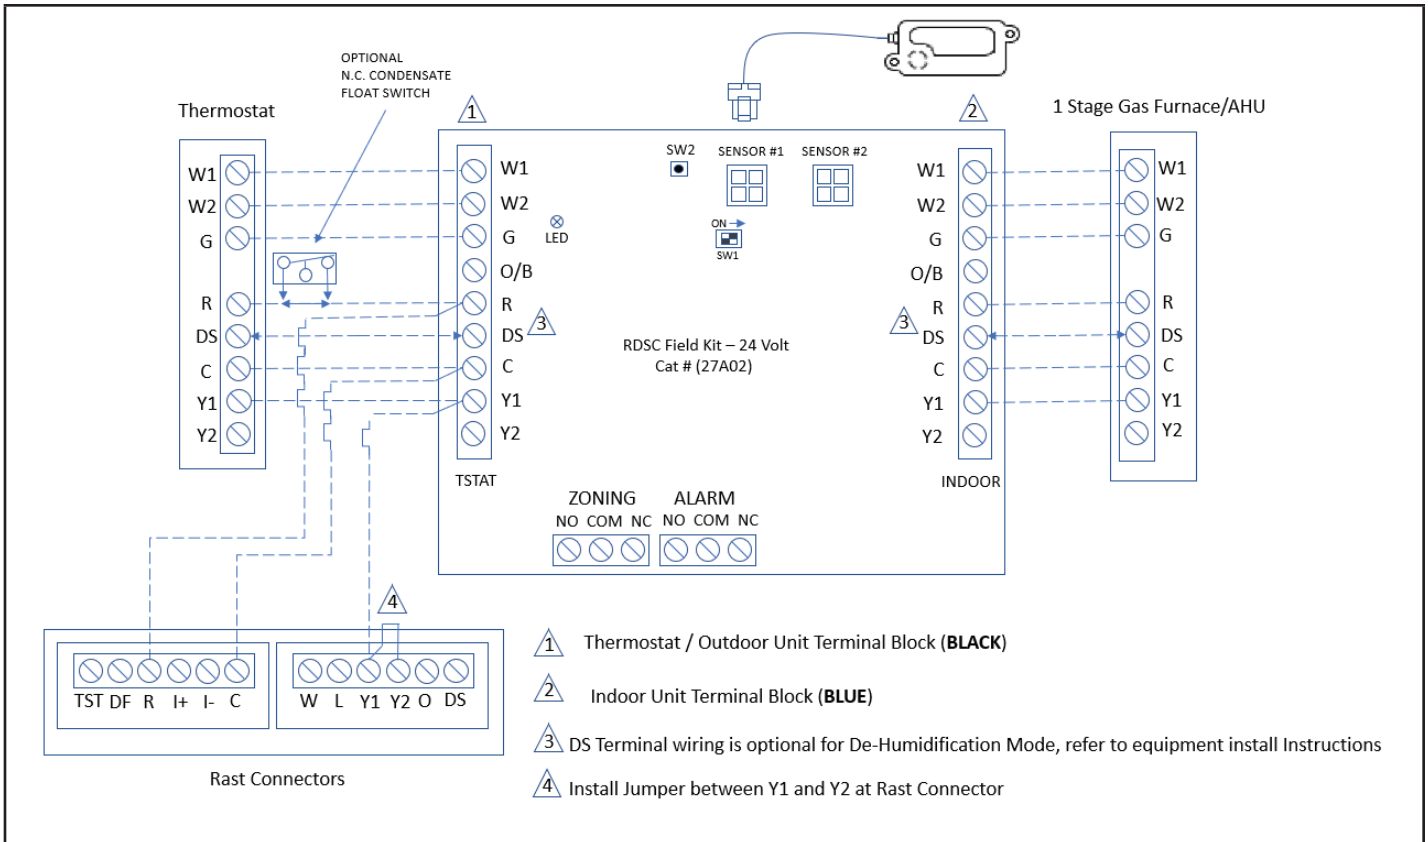 OPTIONAL
N.C. CONDENSATE
FLOAT SWITCH
Thermostat
1
2
1 Stage Gas Furnace/AHU
W1
W2
G
R
DS
C
Y1
Y2
W1
W2
G
O/B
R
DS
C
Y1
Y2
TSTAT
3
LED
SW2
SENSOR #1
SENSOR #2
ON
SW1
RDSC Field Kit – 24 Volt
Cat # (27A02)
3
W1
W2
G
O/B
R
DS
C
Y1
Y2
INDOOR
W1
W2
G
R
DS
C
Y1
Y2
ZONING
NO COM NC
ALARM
NO COM NC
4
TST DF R I+ I- C
W L Y1 Y2 O DS
Rast Connectors
1 Thermostat / Outdoor Unit Terminal Block (BLACK)
2 Indoor Unit Terminal Block (BLUE)
3 DS Terminal wiring is optional for De-Humidification Mode, refer to equipment install Instructions
4 Install Jumper between Y1 and Y2 at Rast Connector